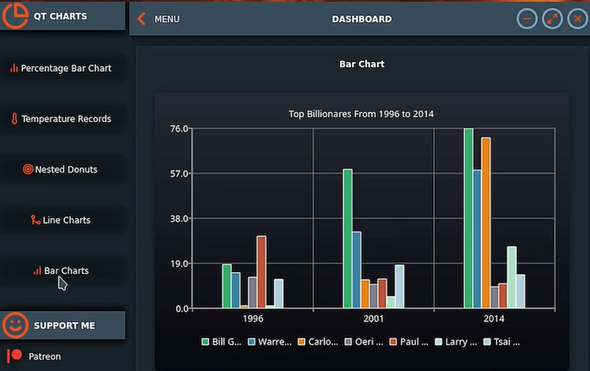 QT CHARTS
MENU
DASHBOARD
Percentage Bar Chart
Temperature Records
Nested Donuts
Line Charts
Bar Charts
SUPPORT ME
Patreon
Bar Chart
Top Billionares From 1996 to 2014
76.0
57.0
38.0
19.0
0.0
1996 2001 2014
Bill G... Warre... Carlo... Oeri ... Paul ... Larry ... Tsai ...